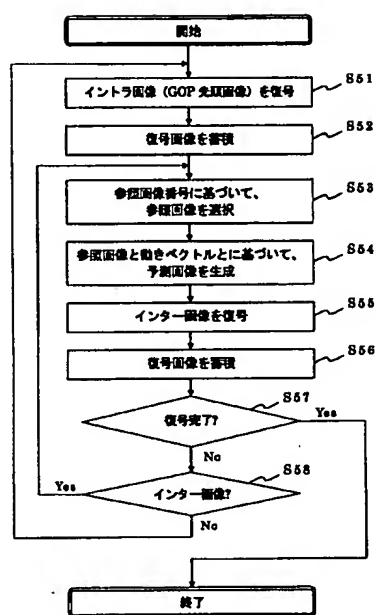 開始
イントラ画像（GOP先頭画像）を復号
S51
復号画像を蓄積
S52
参照画像番号に基づいて、
参照画像を選択
S53
参照画像と動きベクトルとに基づいて、
予測画像を生成
S54
インター画像を復号
S55
復号画像を蓄積
S56
復号完了?
S57
Yes
No
インター画像?
S58
Yes
No
終了